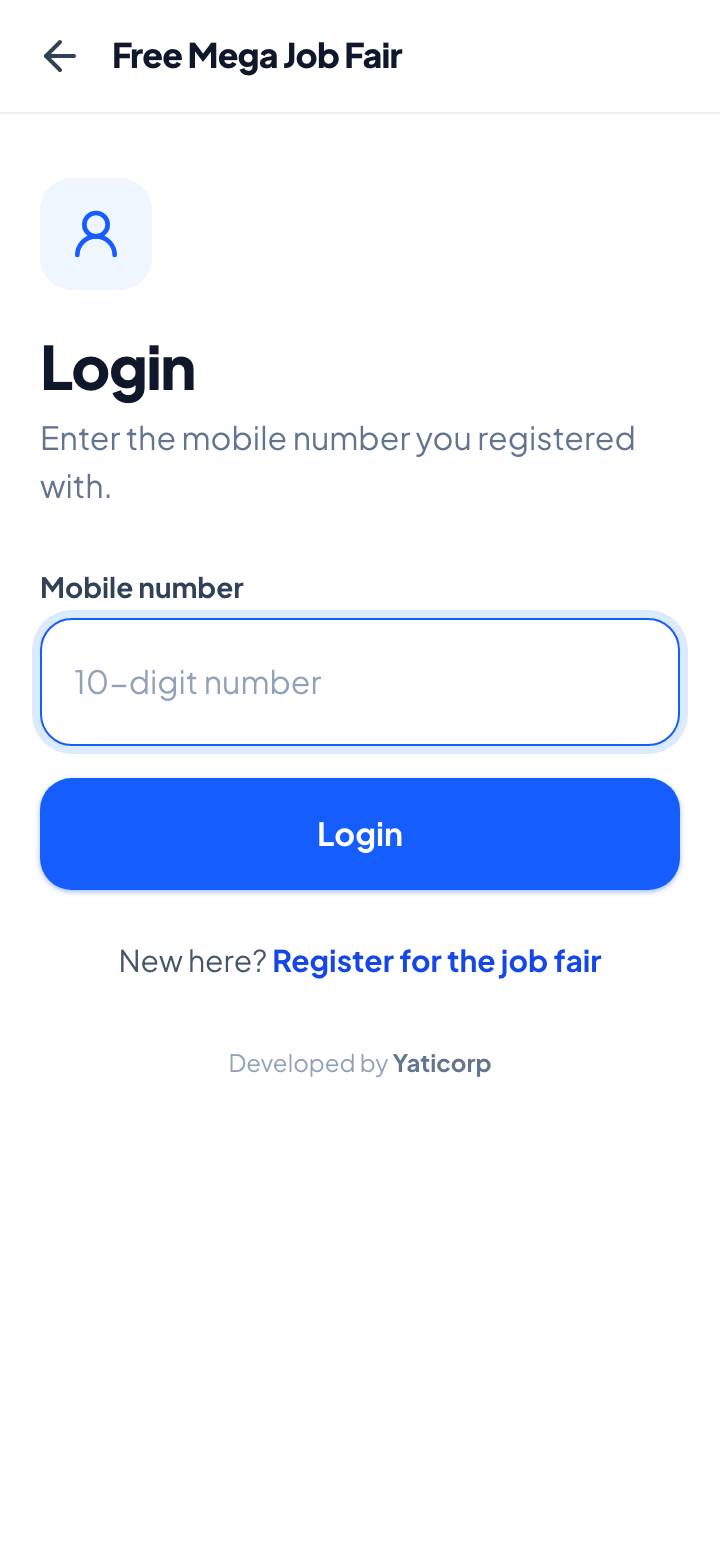 Free Mega Job Fair
Login
Enter the mobile number you registered
with.
Mobile number
10-digit number
Login
New here? Register for the job fair
Developed by Yaticorp